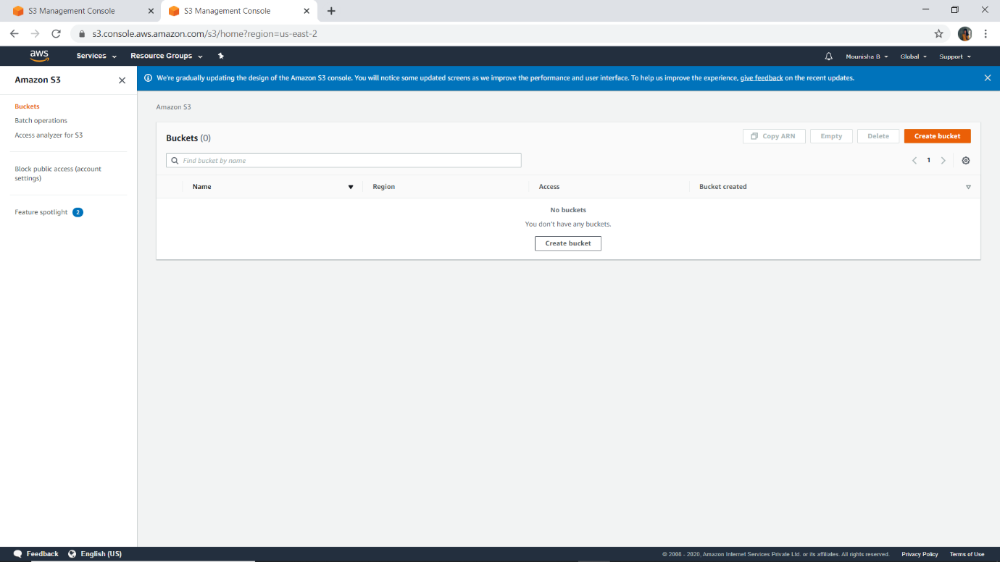 S3 Management Console
S3 Management Console
s3.console.aws.amazon.com/s3/home?region=us-east-2
aws Services Resource Groups Mounisha B Global Support
Amazon S3
We're gradually updating the design of the Amazon S3 console. You will notice some updated screens as we improve the performance and user interface. To help us improve the experience, give feedback on the recent updates.
Buckets
Batch operations
Access analyzer for S3
Block public access (account
settings)
Feature spotlight 2
Amazon S3
Buckets (0) Copy ARN Empty Delete Create bucket
Find bucket by name 1
Name Region Access Bucket created
No buckets
You don't have any buckets.
Create bucket
Feedback English (US) © 2008 - 2020, Amazon Internet Services Private Ltd. or its affiliates. All rights reserved. Privacy Policy Terms of Use